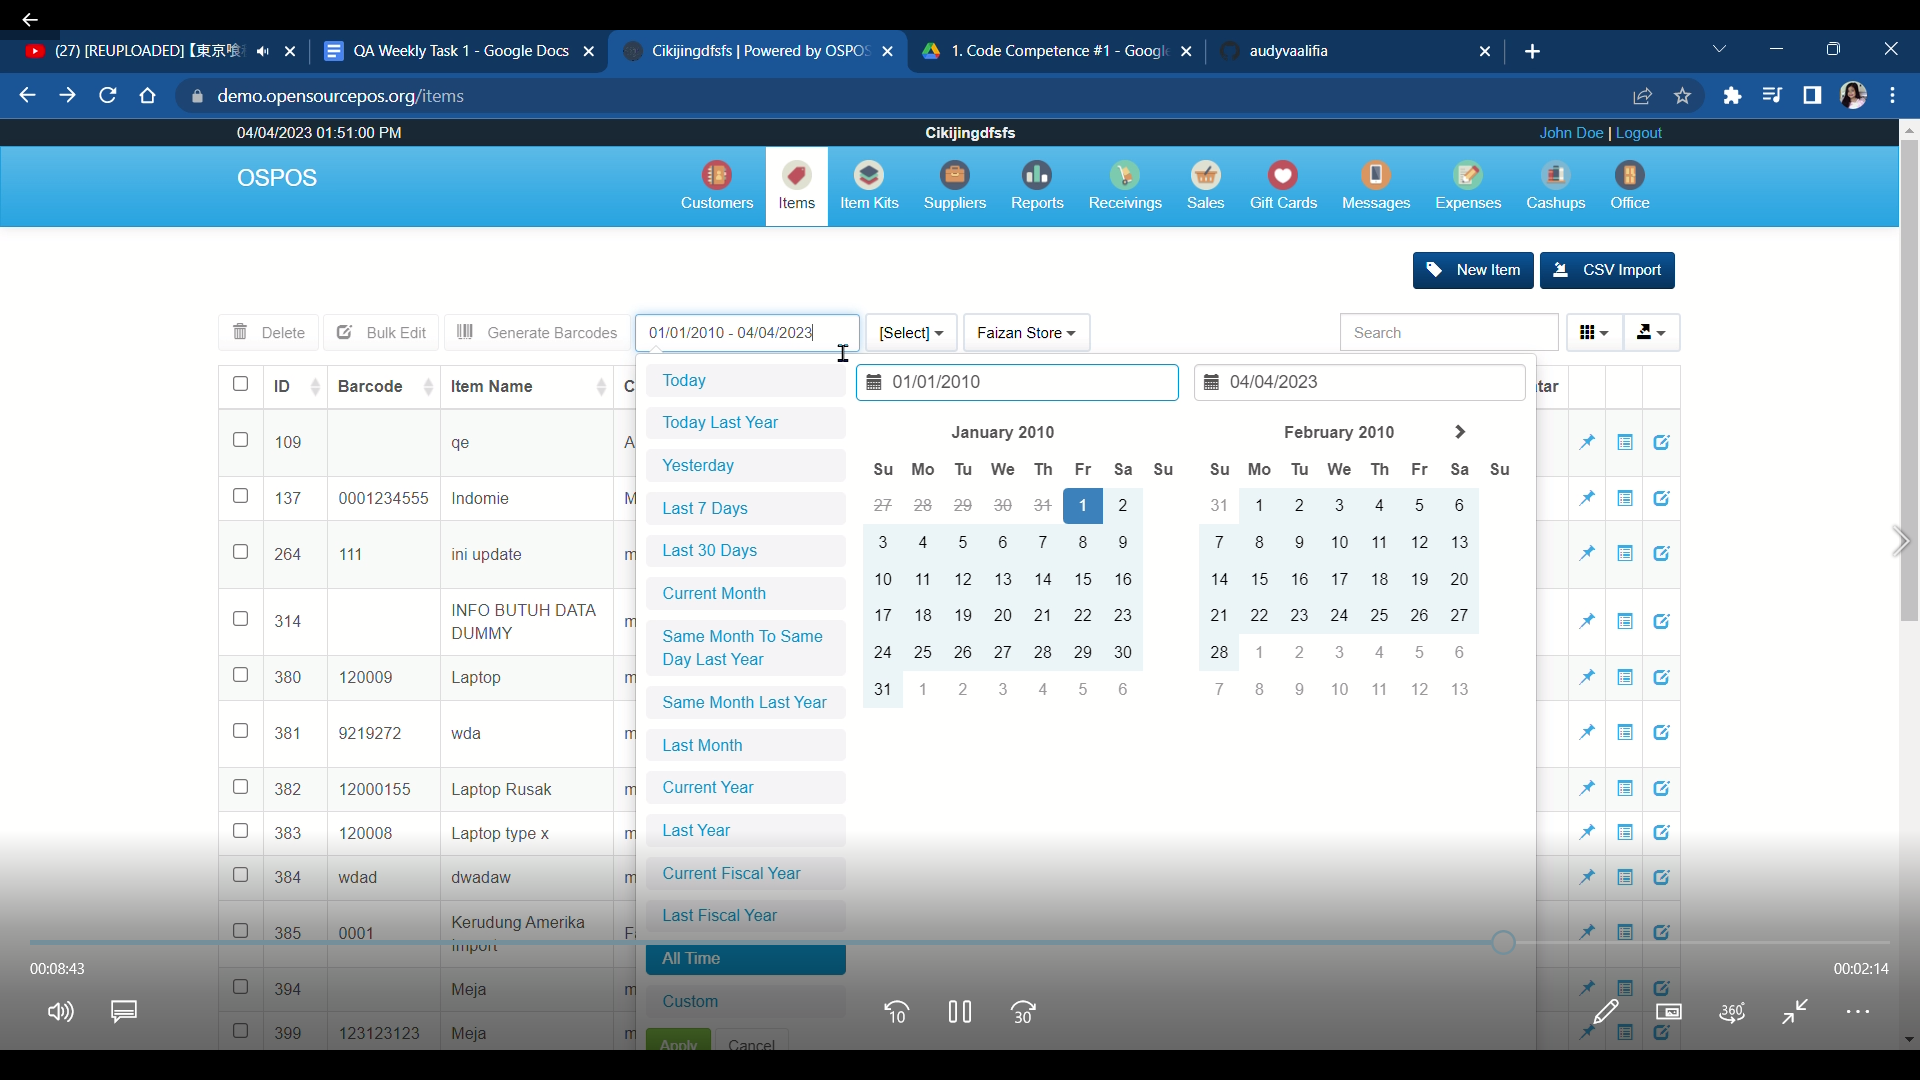 (27) [REUPLOADED]【東京喰 QA Weekly Task 1 - Google Docs Cikijingdfsfs | Powered by OSPOS 1. Code Competence #1 - Google audyvaalifia
demo.opensourcepos.org/items
04/04/2023 01:51:00 PM Cikijingdfsfs John Doe | Logout
OSPOS Customers Items Item Kits Suppliers Reports Receivings Sales Gift Cards Messages Expenses Cashups Office
New Item CSV Import
Delete Bulk Edit Generate Barcodes 01/01/2010 - 04/04/2023 [Select] Faizan Store Search
ID Barcode Item Name C tar
109 qe A
137 0001234555 Indomie M
264 111 ini update m
314 INFO BUTUH DATA m
DUMMY
380 120009 Laptop m
381 9219272 wda m
382 12000155 Laptop Rusak m
383 120008 Laptop type x m
384 wdad dwadaw m
385 0001 Kerudung Amerika F
Import
394 Meja m
399 123123123 Meja m
Today
Today Last Year
Yesterday
Last 7 Days
Last 30 Days
Current Month
Same Month To Same
Day Last Year
Same Month Last Year
Last Month
Current Year
Last Year
Current Fiscal Year
Last Fiscal Year
All Time
Custom
Apply Cancel
01/01/2010 04/04/2023
January 2010
Su Mo Tu We Th Fr Sa Su
27 28 29 30 31 1 2
3 4 5 6 7 8 9
10 11 12 13 14 15 16
17 18 19 20 21 22 23
24 25 26 27 28 29 30
31 1 2 3 4 5 6
February 2010
Su Mo Tu We Th Fr Sa Su
31 1 2 3 4 5 6
7 8 9 10 11 12 13
14 15 16 17 18 19 20
21 22 23 24 25 26 27
28 1 2 3 4 5 6
7 8 9 10 11 12 13
00:08:43 00:02:14
10 30 360°